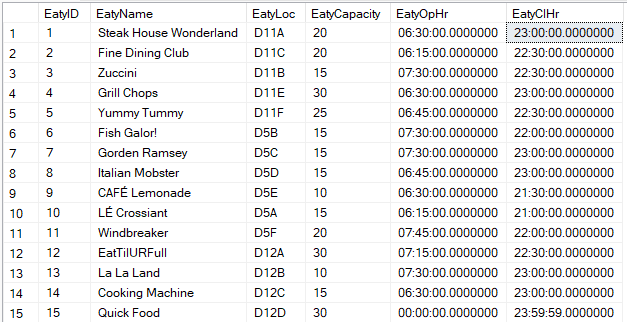 EatyID EatyName EatyLoc EatyCapacity EatyOpHr EatyClHr
1 1 Steak House Wonderland D11A 20 06:30:00.0000000 23:00:00.0000000
2 2 Fine Dining Club D11C 20 06:15:00.0000000 22:30:00.0000000
3 3 Zuccini D11B 15 07:30:00.0000000 22:30:00.0000000
4 4 Grill Chops D11E 30 06:30:00.0000000 23:00:00.0000000
5 5 Yummy Tummy D11F 25 06:45:00.0000000 22:30:00.0000000
6 6 Fish Galor! D5B 15 07:30:00.0000000 22:00:00.0000000
7 7 Gorden Ramsey D5C 15 07:30:00.0000000 23:00:00.0000000
8 8 Italian Mobster D5D 15 06:45:00.0000000 23:00:00.0000000
9 9 CAFÉ Lemonade D5E 10 06:30:00.0000000 21:30:00.0000000
10 10 LÉ Crossiant D5A 15 06:15:00.0000000 21:00:00.0000000
11 11 Windbreaker D5F 20 07:45:00.0000000 22:00:00.0000000
12 12 EatTilURFull D12A 30 07:15:00.0000000 22:30:00.0000000
13 13 La La Land D12B 10 07:30:00.0000000 23:00:00.0000000
14 14 Cooking Machine D12C 15 06:30:00.0000000 23:00:00.0000000
15 15 Quick Food D12D 30 00:00:00.0000000 23:59:59.0000000